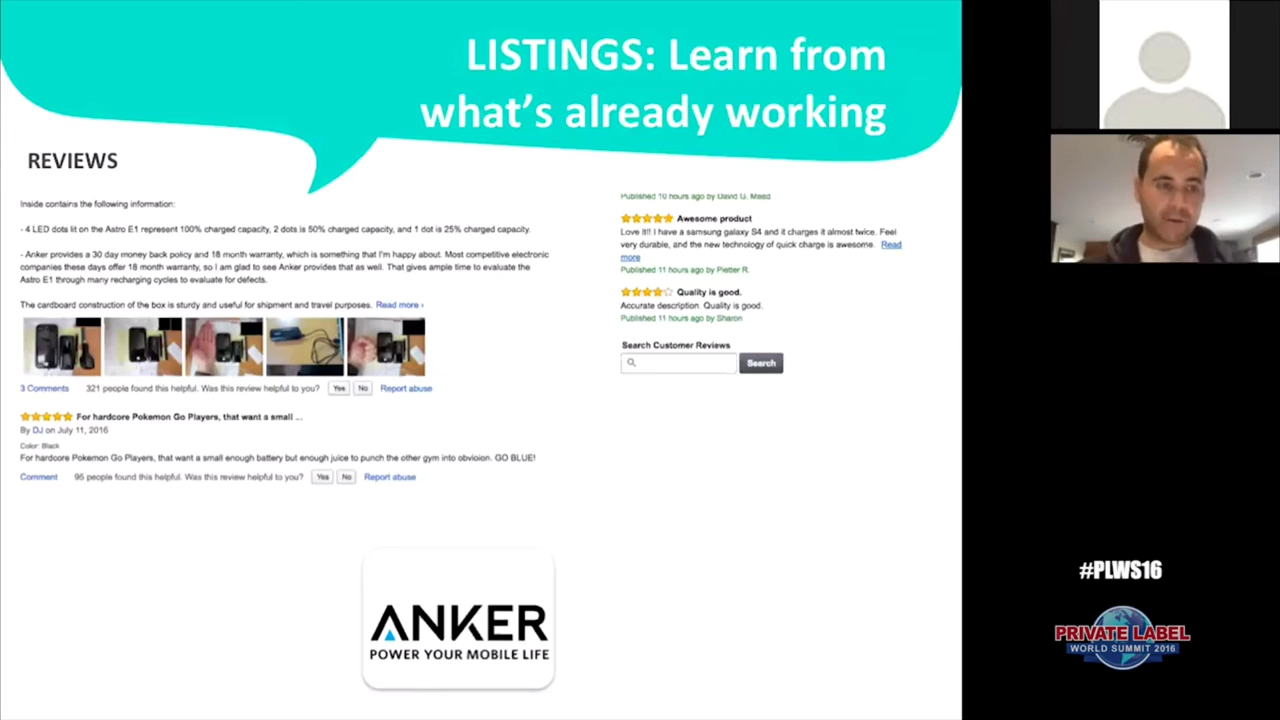 LISTINGS: Learn from
what's already working
REVIEWS
Inside contains the following information:
- 4 LED dots lit on the Astro E1 represent 100% charged capacity, 2 dots is 50% charged capacity, and 1 dot is 25% charged capacity.
- Anker provides a 30 day money back policy and 18 month warranty, which is something that I'm happy about. Most competitive electronic
companies these days offer 18 month warranty, so I am glad to see Anker provides that as well. That gives ample time to evaluate the
Astro E1 through many recharging cycles to evaluate for defects.
The cardboard construction of the box is sturdy and useful for shipment and travel purposes. Read more ›
3 Comments 321 people found this helpful. Was this review helpful to you? Yes No Report abuse
For hardcore Pokemon Go Players, that want a small ...
By DJ on July 11, 2016
Color: Black
For hardcore Pokemon Go Players, that want a small enough battery but enough juice to punch the other gym into obvioion. GO BLUE!
Comment 95 people found this helpful. Was this review helpful to you? Yes No Report abuse
Published 10 hours ago by David G. Meed
Awesome product
Love it!! I have a samsung galaxy S4 and it charges it almost twice. Feel
very durable, and the new technology of quick charge is awesome. Read
more
Published 11 hours ago by Pietter R.
Quality is good.
Accurate description. Quality is good.
Published 11 hours ago by Sharon
Search Customer Reviews
Search
ANKER
POWER YOUR MOBILE LIFE
#PLWS16
PRIVATE LABEL
WORLD SUMMIT 2016